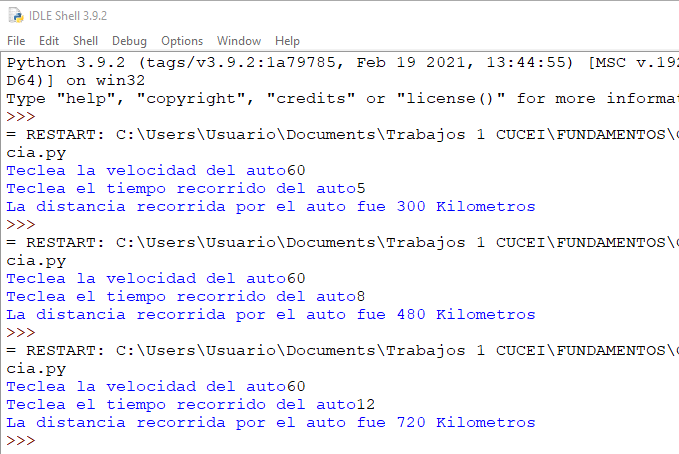 IDLE Shell 3.9.2
File Edit Shell Debug Options Window Help
Python 3.9.2 (tags/v3.9.2:1a79785, Feb 19 2021, 13:44:55) [MSC v.192
D64)] on win32
Type "help", "copyright", "credits" or "license()" for more informat
>>>
= RESTART: C:\Users\Usuario\Documents\Trabajos 1 CUCEI\FUNDAMENTOS\
cia.py
Teclea la velocidad del auto60
Teclea el tiempo recorrido del auto5
La distancia recorrida por el auto fue 300 Kilometros
>>>
= RESTART: C:\Users\Usuario\Documents\Trabajos 1 CUCEI\FUNDAMENTOS\
cia.py
Teclea la velocidad del auto60
Teclea el tiempo recorrido del auto8
La distancia recorrida por el auto fue 480 Kilometros
>>>
= RESTART: C:\Users\Usuario\Documents\Trabajos 1 CUCEI\FUNDAMENTOS\
cia.py
Teclea la velocidad del auto60
Teclea el tiempo recorrido del auto12
La distancia recorrida por el auto fue 720 Kilometros
>>>